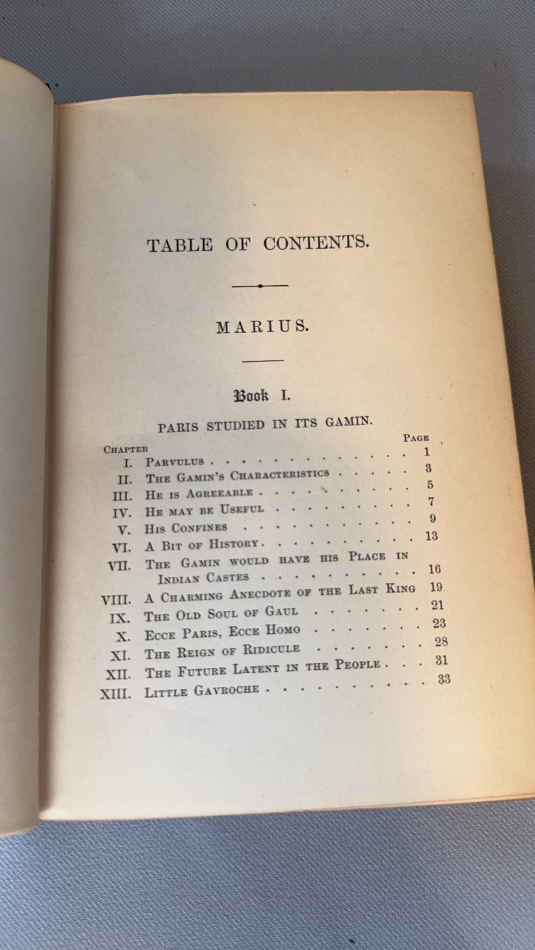 TABLE OF CONTENTS.
MARIUS.
Book I.
PARIS STUDIED IN ITS GAMIN.
CHAPTER PAGE
I. PARVULUS . . . . . . . . . . . . . 1
II. THE GAMIN'S CHARACTERISTICS . . . . . 3
III. HE IS AGREEABLE . . . . . . . . . . 5
IV. HE MAY BE USEFUL . . . . . . . . . 7
V. HIS CONFINES . . . . . . . . . . . 9
VI. A BIT OF HISTORY . . . . . . . . . . 13
VII. THE GAMIN WOULD HAVE HIS PLACE IN
INDIAN CASTES . . . . . . . . . . 16
VIII. A CHARMING ANECDOTE OF THE LAST KING 19
IX. THE OLD SOUL OF GAUL . . . . . . . 21
X. ECCE PARIS, ECCE HOMO . . . . . . . 23
XI. THE REIGN OF RIDICULE . . . . . . . 28
XII. THE FUTURE LATENT IN THE PEOPLE . . . 31
XIII. LITTLE GAVROCHE . . . . . . . . . . 33